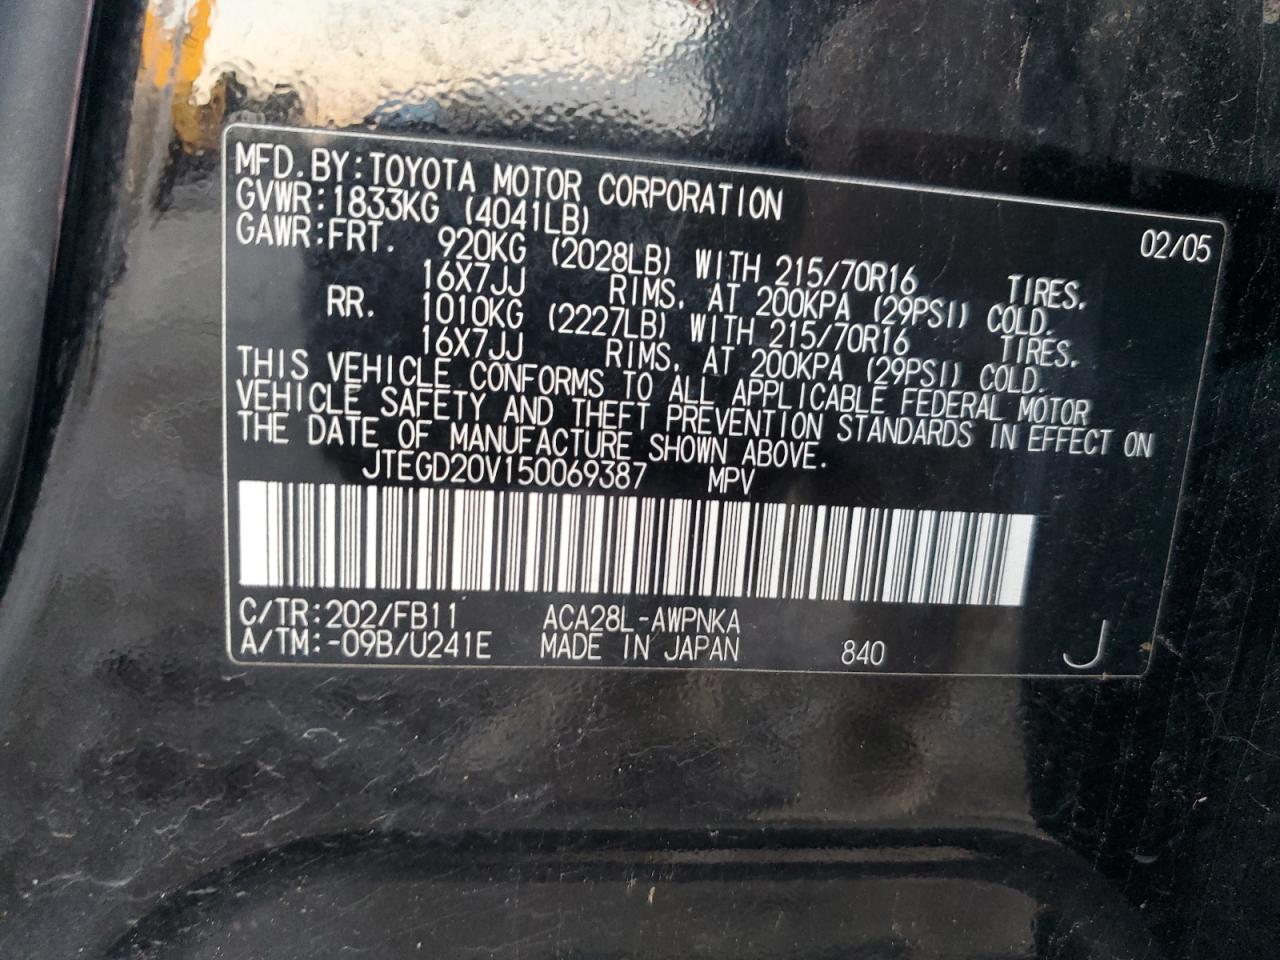 MFD. BY: TOYOTA MOTOR CORPORATION 02/05
GVWR: 1833KG (4041LB)
GAWR: FRT. 920KG (2028LB) WITH 215/70R16 TIRES.
16X7JJ RIMS. AT 200KPA (29PSI) COLD.
RR. 1010KG (2227LB) WITH 215/70R16 TIRES.
16X7JJ RIMS. AT 200KPA (29PSI) COLD.
THIS VEHICLE CONFORMS TO ALL APPLICABLE FEDERAL MOTOR
VEHICLE SAFETY AND THEFT PREVENTION STANDARDS IN EFFECT ON
THE DATE OF MANUFACTURE SHOWN ABOVE.
JTEGD20V150069387 MPV
C/TR: 202/FB11 ACA28L-AWPNKA
A/TM: -09B/U241E MADE IN JAPAN 840 J